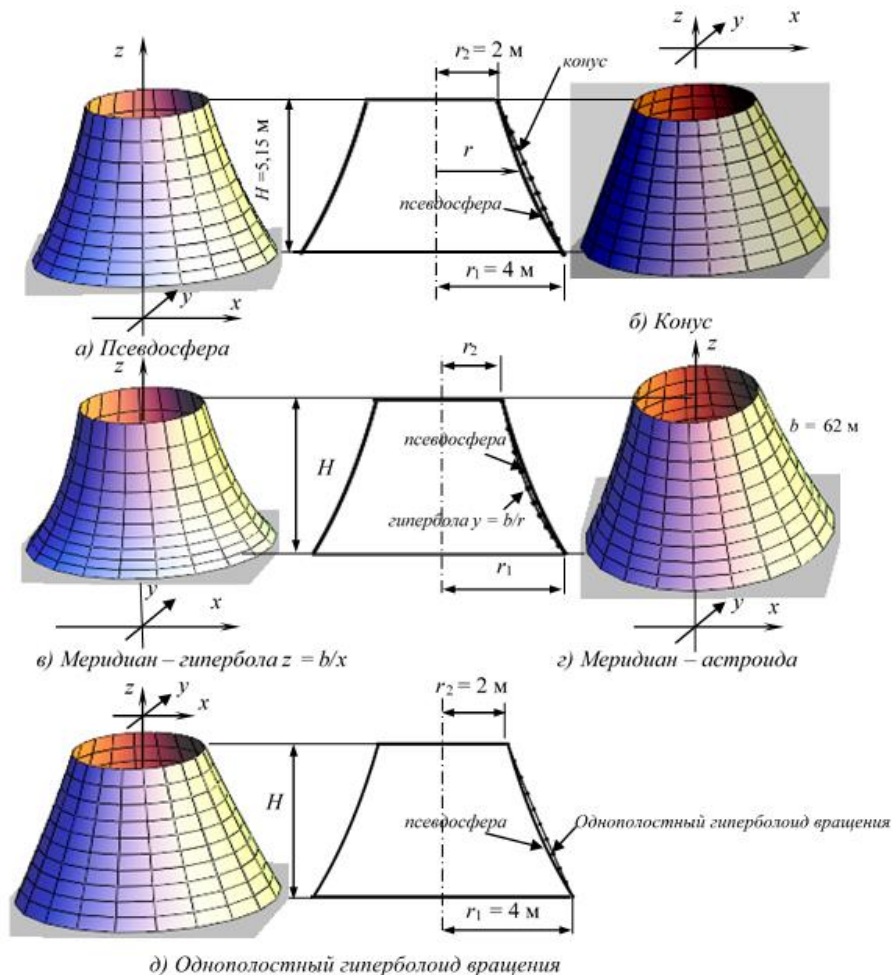 z
r₂ = 2 м
конус
z
y
x
H = 5,15 м
r
псевдосфера
r₁ = 4 м
y
x
а) Псевдосфера
б) Конус
z
r₂
z
b = 62 м
H
псевдосфера
гипербола y = b/r
r₁
y
x
y
x
в) Меридиан – гипербола z = b/x
г) Меридиан – астроида
z
y
x
r₂ = 2 м
H
псевдосфера
Однополостный гиперболоид вращения
r₁ = 4 м
д) Однополостный гиперболоид вращения